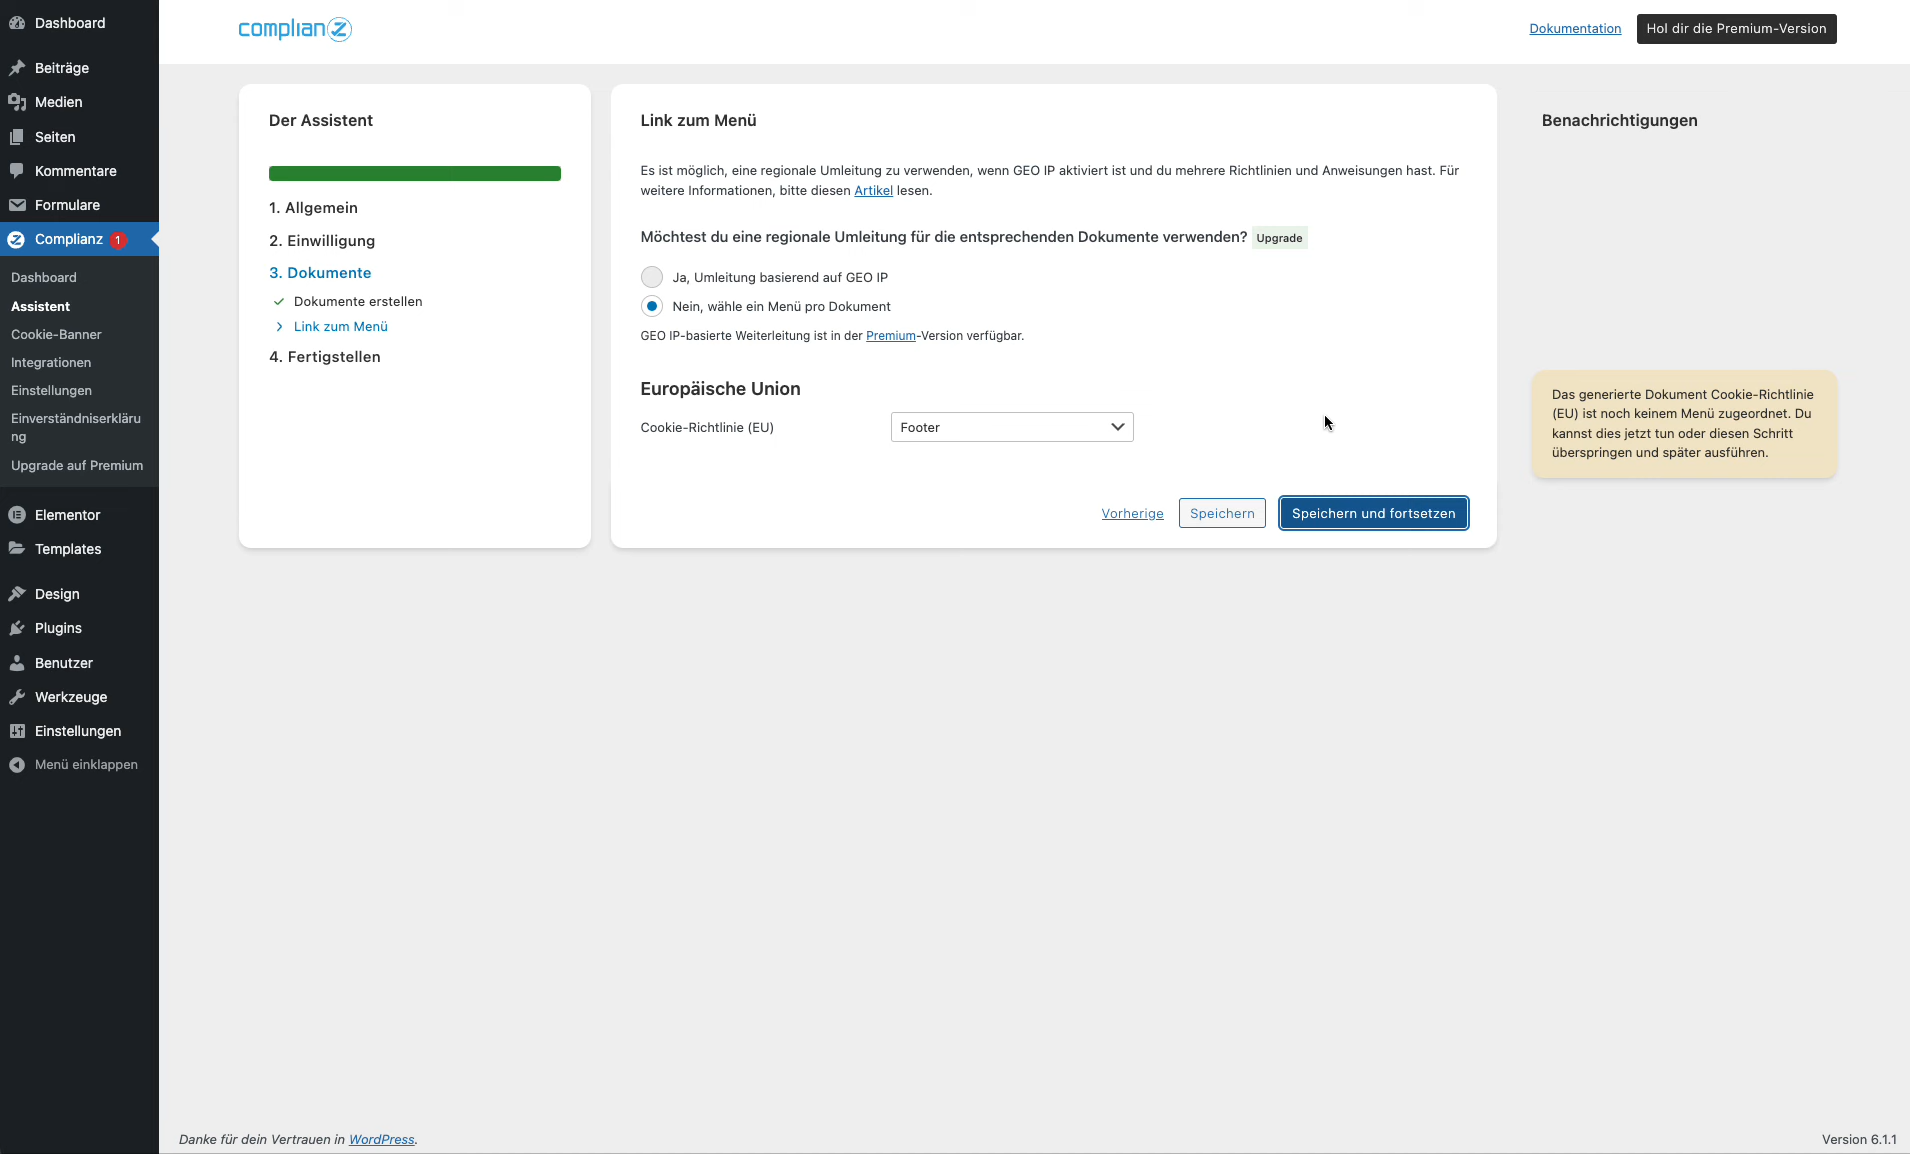 Dashboard
Beiträge
Medien
Seiten
Kommentare
Formulare
Complianz 1
Dashboard
Assistent
Cookie-Banner
Integrationen
Einstellungen
Einverständniserkläru
ng
Upgrade auf Premium
Elementor
Templates
Design
Plugins
Benutzer
Werkzeuge
Einstellungen
Menü einklappen
complianz
Dokumentation
Hol dir die Premium-Version
Der Assistent
1. Allgemein
2. Einwilligung
3. Dokumente
Dokumente erstellen
Link zum Menü
4. Fertigstellen
Link zum Menü
Es ist möglich, eine regionale Umleitung zu verwenden, wenn GEO IP aktiviert ist und du mehrere Richtlinien und Anweisungen hast. Für
weitere Informationen, bitte diesen Artikel lesen.
Möchtest du eine regionale Umleitung für die entsprechenden Dokumente verwenden? Upgrade
Ja, Umleitung basierend auf GEO IP
Nein, wähle ein Menü pro Dokument
GEO IP-basierte Weiterleitung ist in der Premium-Version verfügbar.
Europäische Union
Cookie-Richtlinie (EU)
Footer
Vorherige
Speichern
Speichern und fortsetzen
Benachrichtigungen
Das generierte Dokument Cookie-Richtlinie
(EU) ist noch keinem Menü zugeordnet. Du
kannst dies jetzt tun oder diesen Schritt
überspringen und später ausführen.
Danke für dein Vertrauen in WordPress.
Version 6.1.1